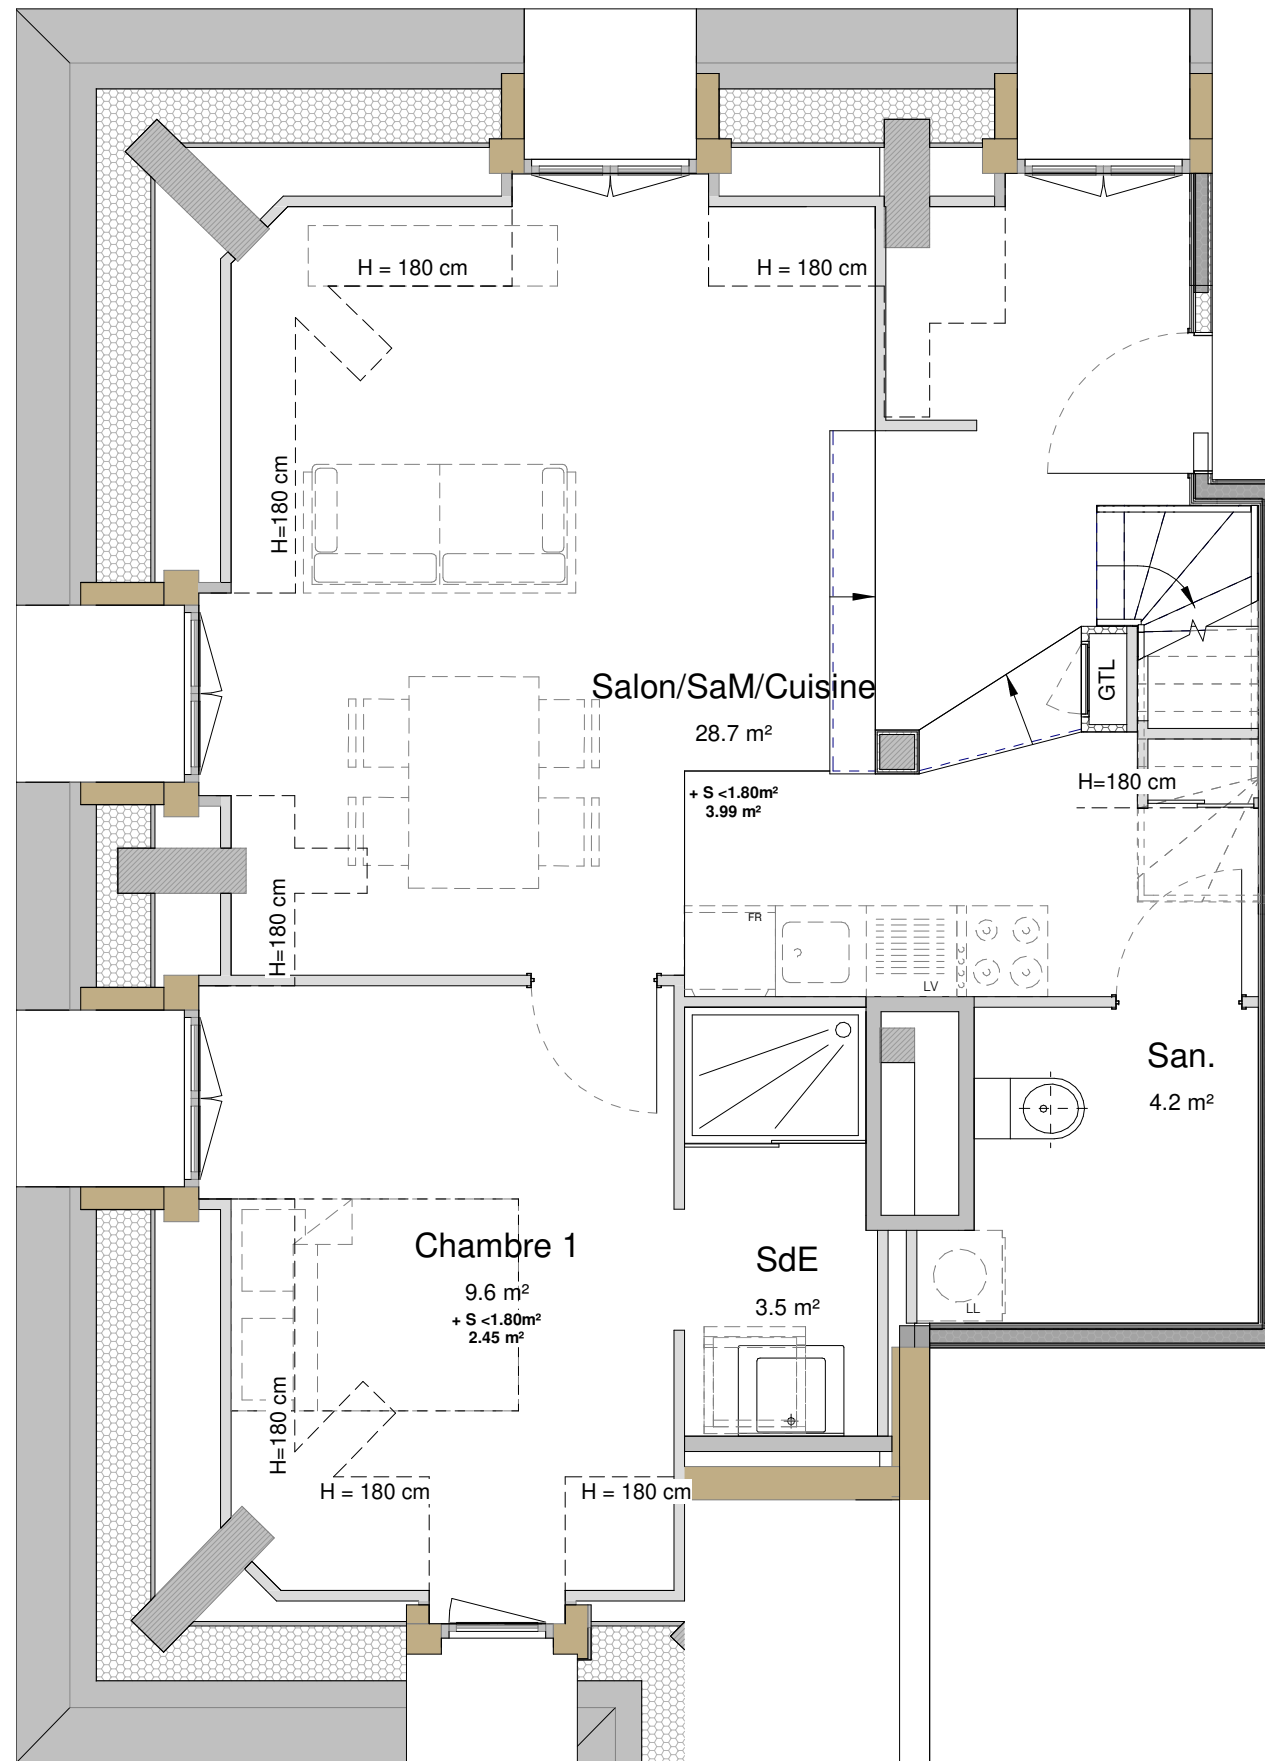 H = 180 cm
H = 180 cm
H=180 cm
Salon/SaM/Cuisine
28.7 m²
GTL
+ S <1.80m²
3.99 m²
H=180 cm
H=180 cm
FR
LV
San.
4.2 m²
Chambre 1
9.6 m²
+ S <1.80m²
2.45 m²
SdE
3.5 m²
LL
H=180 cm
H = 180 cm
H = 180 cm